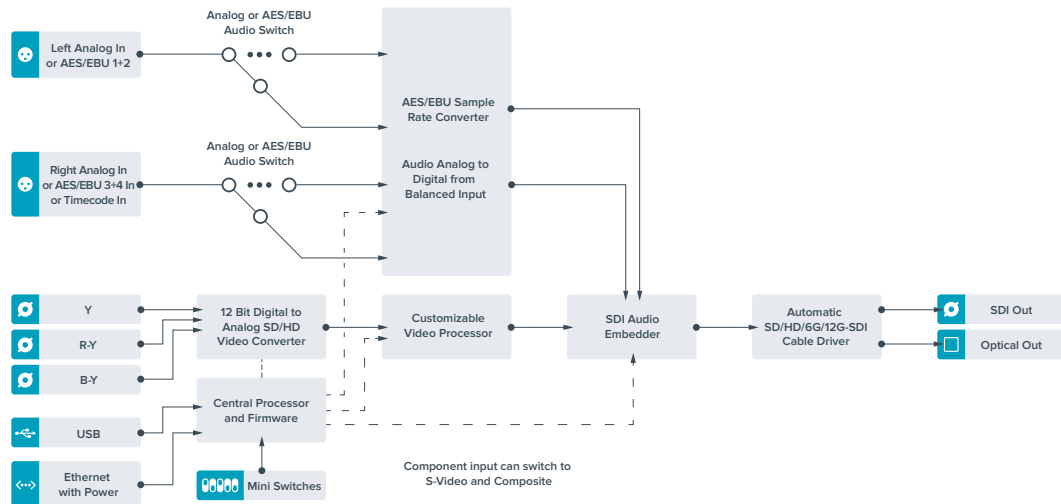 Analog or AES/EBU
Audio Switch
Left Analog In
or AES/EBU 1+2
AES/EBU Sample
Rate Converter
Analog or AES/EBU
Audio Switch
Right Analog In
or AES/EBU 3+4 In
or Timecode In
Audio Analog to
Digital from
Balanced Input
Y
R-Y
B-Y
12 Bit Digital to
Analog SD/HD
Video Converter
Customizable
Video Processor
SDI Audio
Embedder
Automatic
SD/HD/6G/12G-SDI
Cable Driver
SDI Out
Optical Out
Central Processor
and Firmware
USB
Ethernet
with Power
Mini Switches
Component input can switch to
S-Video and Composite